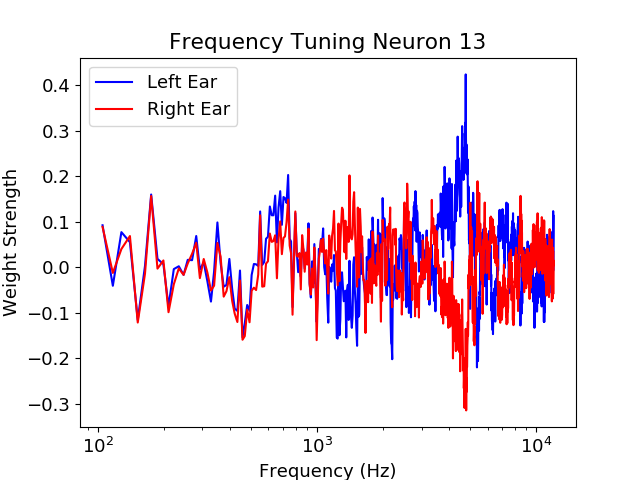 Frequency Tuning Neuron 13
Left Ear
Right Ear
Weight Strength
0.4
0.3
0.2
0.1
0.0
−0.1
−0.2
−0.3
10²
10³
10⁴
Frequency (Hz)